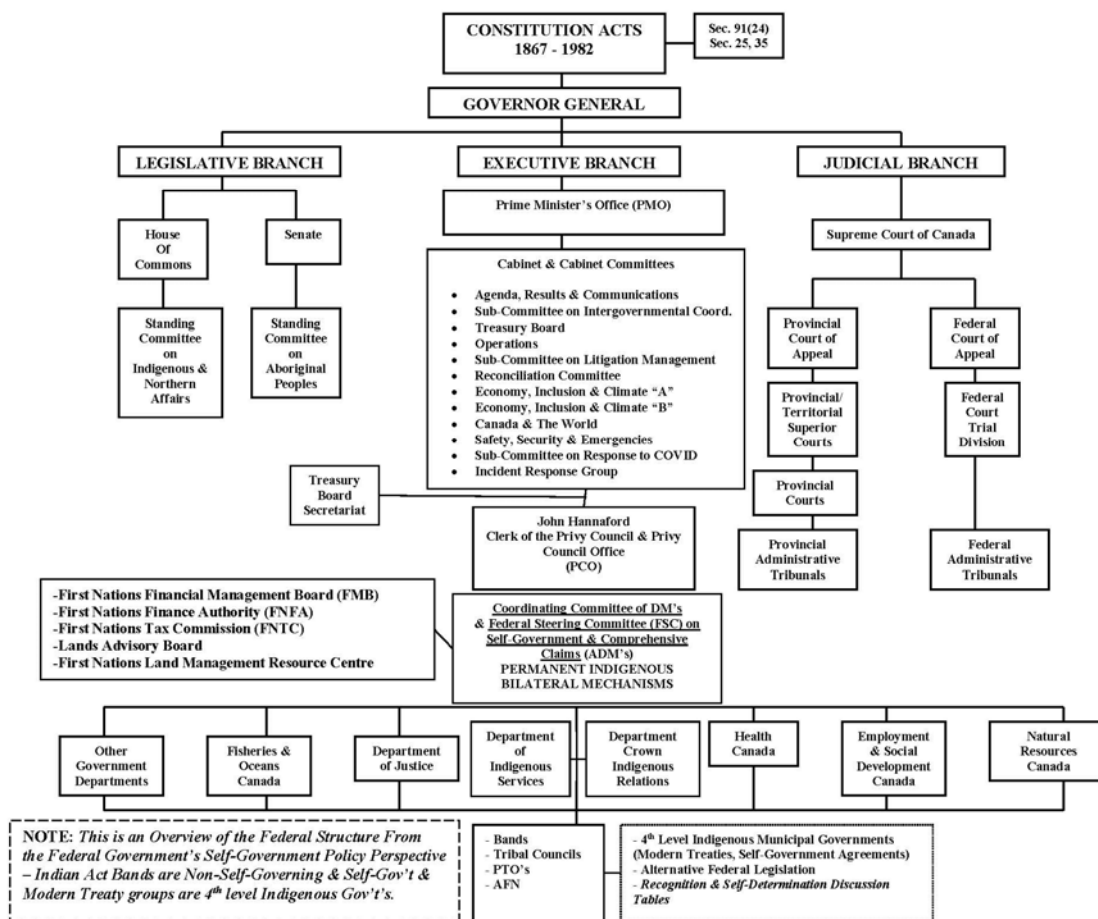 CONSTITUTION ACTS
1867 - 1982
Sec. 91(24)
Sec. 25, 35
GOVERNOR GENERAL
LEGISLATIVE BRANCH
EXECUTIVE BRANCH
JUDICIAL BRANCH
House
Of
Commons
Senate
Standing
Committee
on
Indigenous &
Northern
Affairs
Standing
Committee
on
Aboriginal
Peoples
Prime Minister's Office (PMO)
Cabinet & Cabinet Committees
• Agenda, Results & Communications
• Sub-Committee on Intergovernmental Coord.
• Treasury Board
• Operations
• Sub-Committee on Litigation Management
• Reconciliation Committee
• Economy, Inclusion & Climate "A"
• Economy, Inclusion & Climate "B"
• Canada & The World
• Safety, Security & Emergencies
• Sub-Committee on Response to COVID
• Incident Response Group
Supreme Court of Canada
Provincial
Court of
Appeal
Federal
Court of
Appeal
Provincial/
Territorial
Superior
Courts
Federal
Court
Trial
Division
Provincial
Courts
Provincial
Administrative
Tribunals
Federal
Administrative
Tribunals
Treasury
Board
Secretariat
John Hannaford
Clerk of the Privy Council & Privy
Council Office
(PCO)
-First Nations Financial Management Board (FMB)
-First Nations Finance Authority (FNFA)
-First Nations Tax Commission (FNTC)
-Lands Advisory Board
-First Nations Land Management Resource Centre
Coordinating Committee of DM's
& Federal Steering Committee (FSC) on
Self-Government & Comprehensive
Claims (ADM's)
PERMANENT INDIGENOUS
BILATERAL MECHANISMS
Other
Government
Departments
Fisheries &
Oceans
Canada
Department
of Justice
Department
of
Indigenous
Services
Department
Crown
Indigenous
Relations
Health
Canada
Employment
& Social
Development
Canada
Natural
Resources
Canada
NOTE: This is an Overview of the Federal Structure From
the Federal Government's Self-Government Policy Perspective
– Indian Act Bands are Non-Self-Governing & Self-Gov't &
Modern Treaty groups are 4th level Indigenous Gov't's.
- Bands
- Tribal Councils
- PTO's
- AFN
- 4th Level Indigenous Municipal Governments
(Modern Treaties, Self-Government Agreements)
- Alternative Federal Legislation
- Recognition & Self-Determination Discussion
Tables